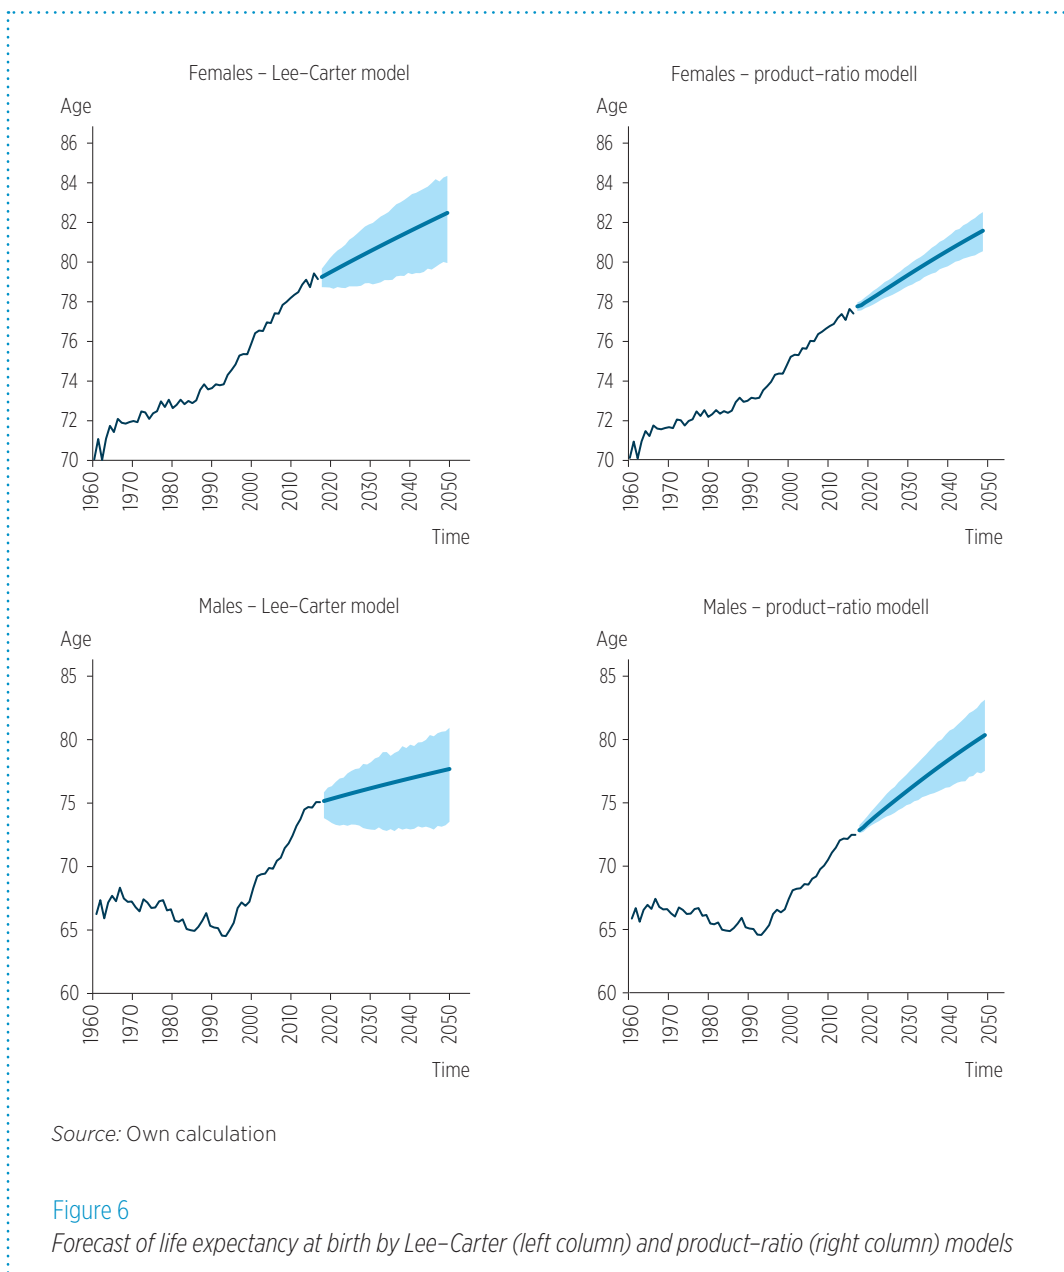 Females – Lee–Carter model
Age
86
84
82
80
78
76
74
72
70
1960 1970 1980 1990 2000 2010 2020 2030 2040 2050
Time
Females – product–ratio modell
Age
86
84
82
80
78
76
74
72
70
1960 1970 1980 1990 2000 2010 2020 2030 2040 2050
Time
Males – Lee–Carter model
Age
85
80
75
70
65
60
1960 1970 1980 1990 2000 2010 2020 2030 2040 2050
Time
Males – product–ratio modell
Age
85
80
75
70
65
60
1960 1970 1980 1990 2000 2010 2020 2030 2040 2050
Time
Source: Own calculation
Figure 6
Forecast of life expectancy at birth by Lee–Carter (left column) and product–ratio (right column) models